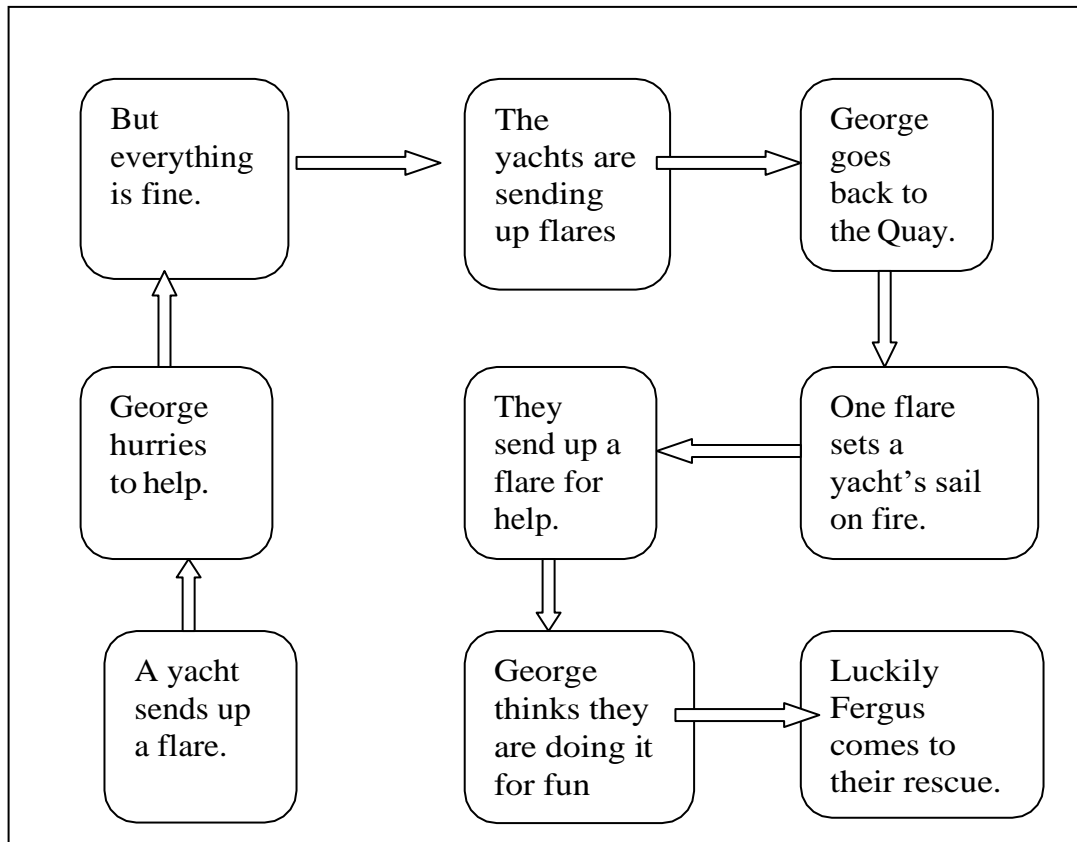 But
everything
is fine.
The
yachts are
sending
up flares
George
goes
back to
the Quay.
George
hurries
to help.
They
send up a
flare for
help.
One flare
sets a
yacht’s sail
on fire.
A yacht
sends up
a flare.
George
thinks they
are doing it
for fun
Luckily
Fergus
comes to
their rescue.